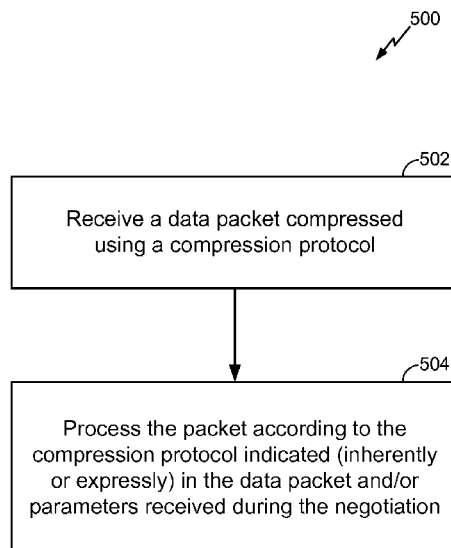 500
502
Receive a data packet compressed
using a compression protocol
504
Process the packet according to the
compression protocol indicated (inherently
or expressly) in the data packet and/or
parameters received during the negotiation